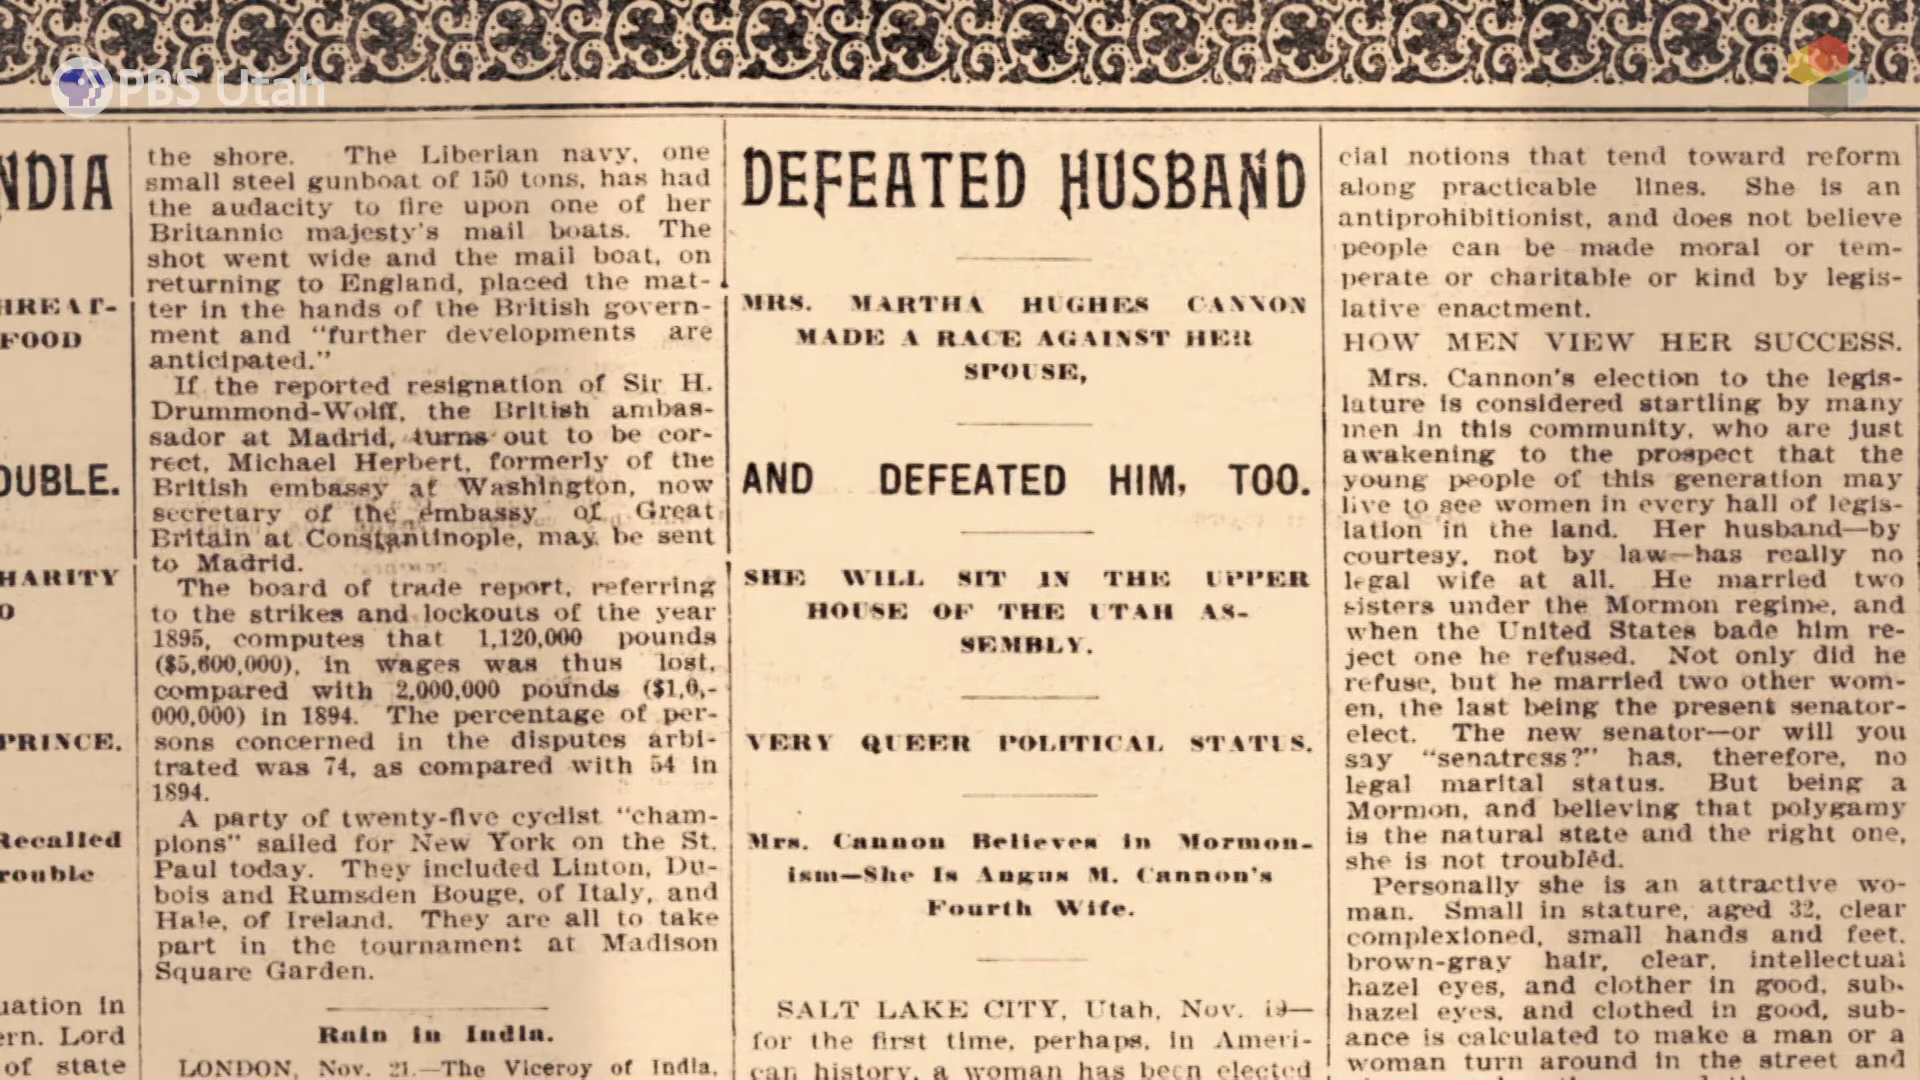 PBS Utah
NDIA
HREAT-
FOOD
OUBLE.
HARITY
O
PRINCE.
Recalled
rouble
uation in
ern. Lord
of state
the shore. The Liberian navy, one
small steel gunboat of 150 tons, has had
the audacity to fire upon one of her
Britannic majesty's mail boats. The
shot went wide and the mail boat, on
returning to England, placed the mat-
ter in the hands of the British govern-
ment and "further developments are
anticipated."
If the reported resignation of Sir H.
Drummond-Wolff, the British ambas-
sador at Madrid, turns out to be cor-
rect, Michael Herbert, formerly of the
British embassy at Washington, now
secretary of the embassy of Great
Britain at Constantinople, may be sent
to Madrid.
The board of trade report, referring
to the strikes and lockouts of the year
1895, computes that 1,120,000 pounds
($5,600,000), in wages was thus lost,
compared with 2,000,000 pounds ($1,0,-
000,000) in 1894. The percentage of per-
sons concerned in the disputes arbi-
trated was 74, as compared with 54 in
1894.
A party of twenty-five cyclist "cham-
pions" sailed for New York on the St.
Paul today. They included Linton, Du-
bois and Rumsden Bouge, of Italy, and
Hale, of Ireland. They are all to take
part in the tournament at Madison
Square Garden.
Rain in India.
LONDON, Nov. 21.—The Viceroy of India,
DEFEATED HUSBAND
MRS. MARTHA HUGHES CANNON
MADE A RACE AGAINST HER
SPOUSE,
AND DEFEATED HIM, TOO.
SHE WILL SIT IN THE UPPER
HOUSE OF THE UTAH AS-
SEMBLY.
VERY QUEER POLITICAL STATUS.
Mrs. Cannon Believes in Mormon-
ism—She Is Angus M. Cannon's
Fourth Wife.
SALT LAKE CITY, Utah, Nov. 19—
for the first time, perhaps, in Ameri-
can history, a woman has been elected
cial notions that tend toward reform
along practicable lines. She is an
antiprohibitionist, and does not believe
people can be made moral or tem-
perate or charitable or kind by legis-
lative enactment.
HOW MEN VIEW HER SUCCESS.
Mrs. Cannon's election to the legis-
lature is considered startling by many
men in this community, who are just
awakening to the prospect that the
young people of this generation may
live to see women in every hall of legis-
lation in the land. Her husband—by
courtesy, not by law—has really no
legal wife at all. He married two
sisters under the Mormon regime, and
when the United States bade him re-
ject one he refused. Not only did he
refuse, but he married two other wom-
en, the last being the present senator-
elect. The new senator—or will you
say "senatress?" has, therefore, no
legal marital status. But being a
Mormon, and believing that polygamy
is the natural state and the right one,
she is not troubled.
Personally she is an attractive wo-
man. Small in stature, aged 32, clear
complexioned, small hands and feet.
brown-gray hair, clear, intellectual
hazel eyes, and clother in good, sub-
hazel eyes, and clothed in good, sub-
ance is calculated to make a man or a
woman turn around in the street and